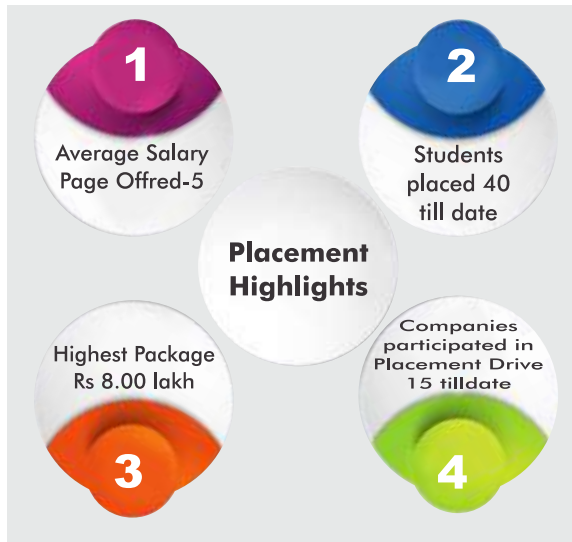 1
Average Salary
Page Offred-5
2
Students
placed 40
till date
Placement
Highlights
Highest Package
Rs 8.00 lakh
3
Companies
participated in
Placement Drive
15 tilldate
4